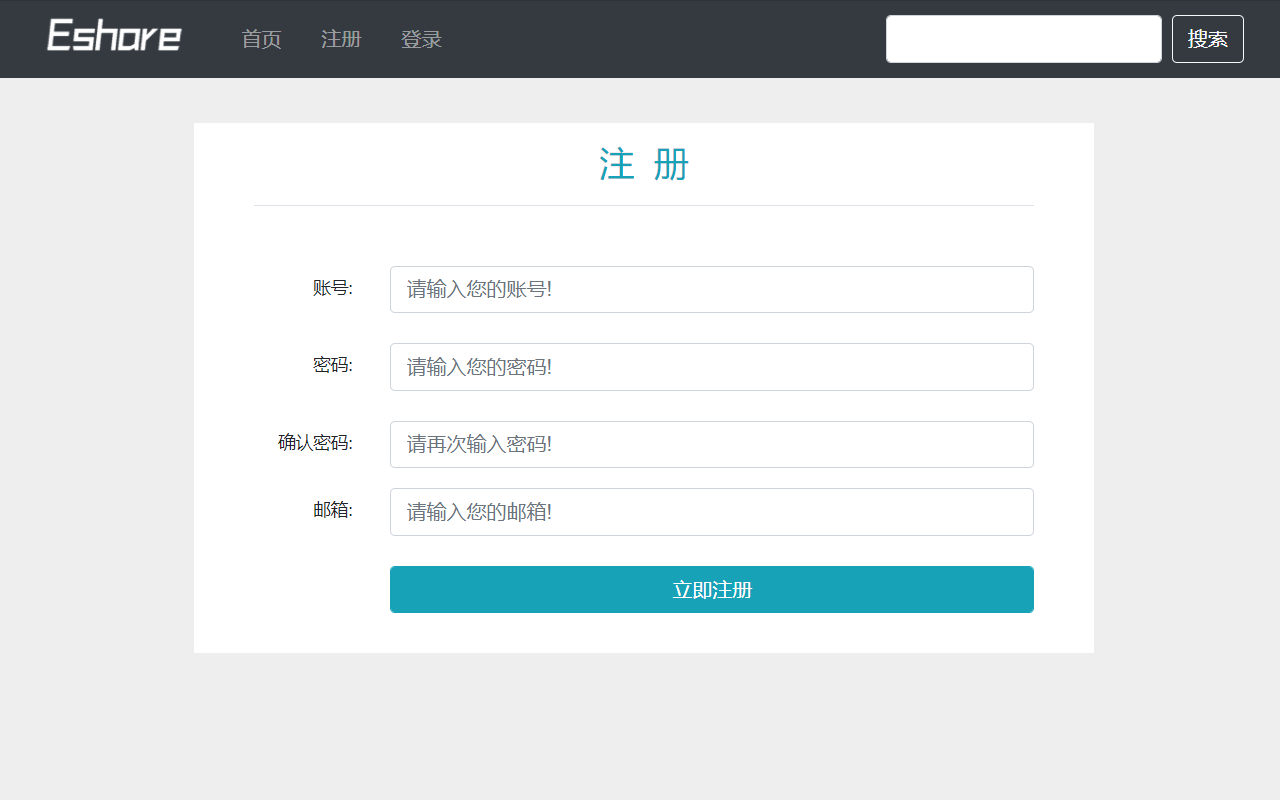 Eshare 首页 注册 登录 搜索
注 册
账号: 请输入您的账号!
密码: 请输入您的密码!
确认密码: 请再次输入密码!
邮箱: 请输入您的邮箱!
立即注册